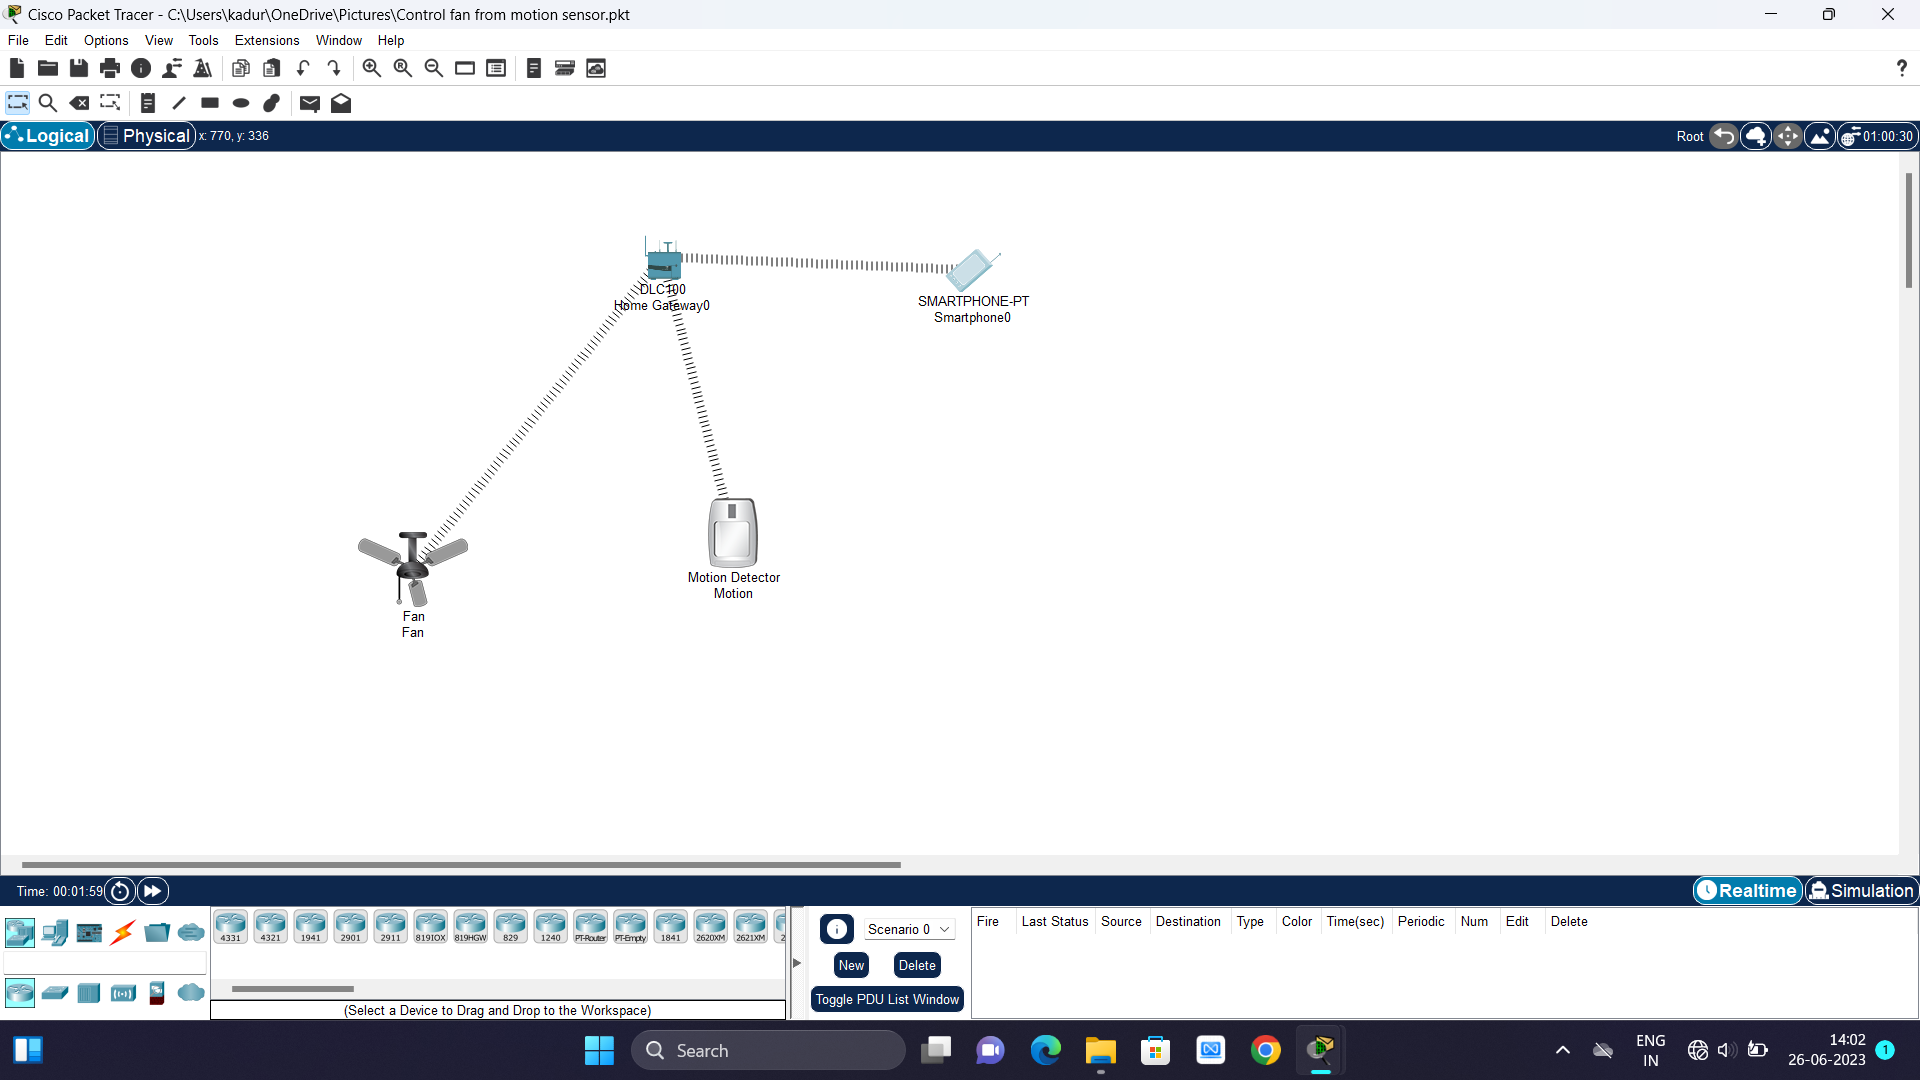 Cisco Packet Tracer - C:\Users\kadur\OneDrive\Pictures\Control fan from motion sensor.pkt
File Edit Options View Tools Extensions Window Help
Logical Physical x: 770, y: 336 Root 01:00:30
DLC100
Home Gateway0
SMARTPHONE-PT
Smartphone0
Motion Detector
Motion
Fan
Fan
Time: 00:01:59 Realtime Simulation
4331 4321 1941 2901 2911 819IOX 819HGW 829 1240 PT-Router PT-Empty 1841 2620XM 2621XM 2
Scenario 0
New Delete
Toggle PDU List Window
Fire Last Status Source Destination Type Color Time(sec) Periodic Num Edit Delete
(Select a Device to Drag and Drop to the Workspace)
Search
ENG
IN
14:02
26-06-2023
1